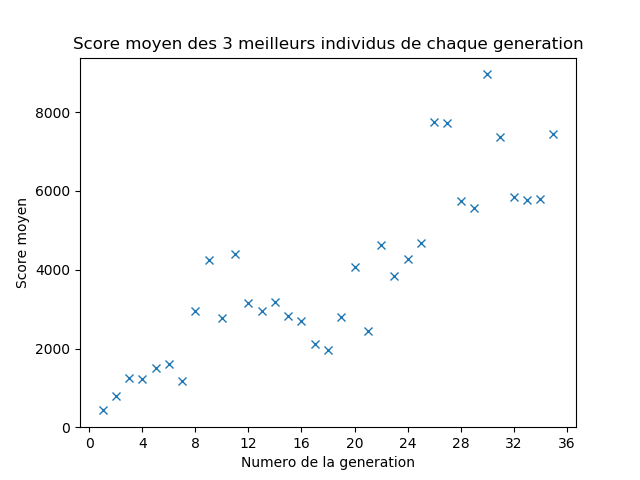 Score moyen des 3 meilleurs individus de chaque generation
8000
6000
4000
2000
0
Score moyen
0 4 8 12 16 20 24 28 32 36
Numero de la generation